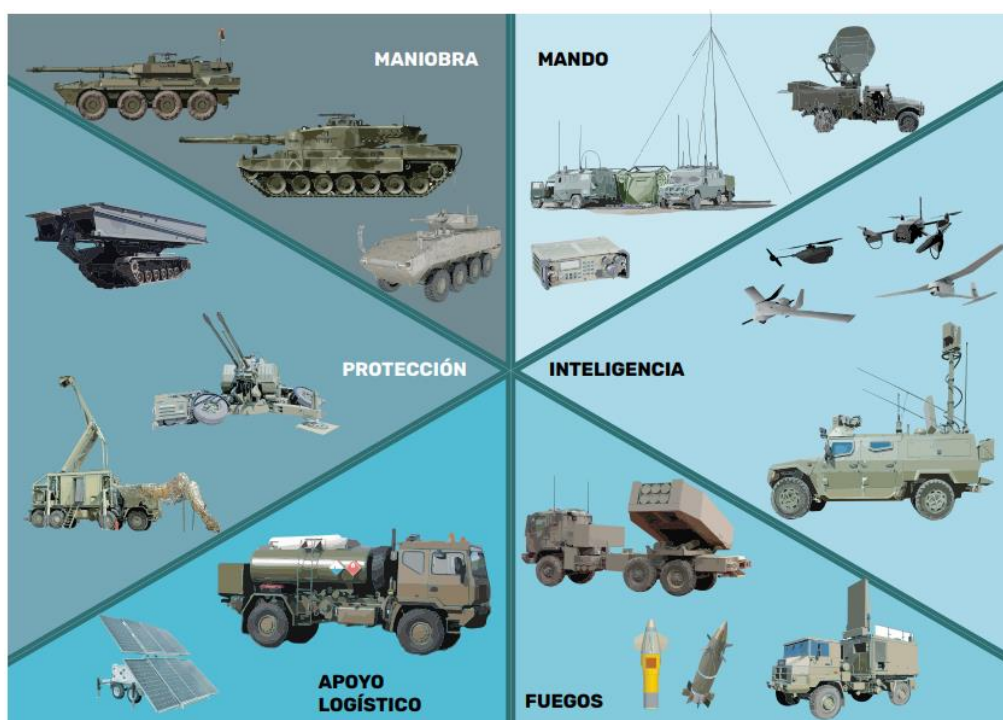 MANIOBRA
MANDO
PROTECCIÓN
INTELIGENCIA
APOYO
LOGÍSTICO
FUEGOS